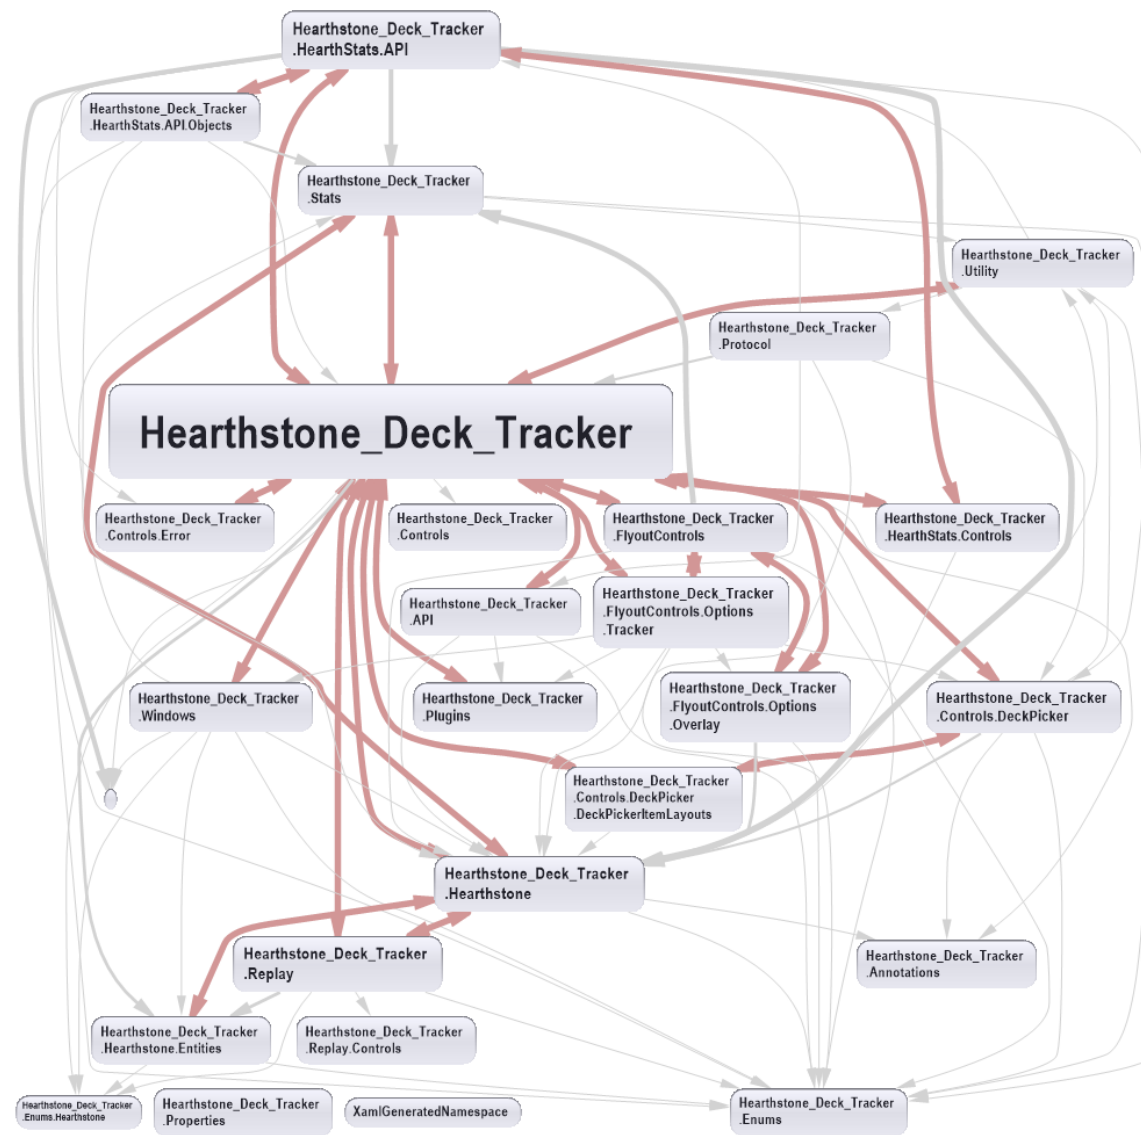 Hearthstone_Deck_Tracker
.HearthStats.API
Hearthstone_Deck_Tracker
.HearthStats.API.Objects
Hearthstone_Deck_Tracker
.Stats
Hearthstone_Deck_Tracker
.Utility
Hearthstone_Deck_Tracker
.Protocol
Hearthstone_Deck_Tracker
Hearthstone_Deck_Tracker
.Controls.Error
Hearthstone_Deck_Tracker
.Controls
Hearthstone_Deck_Tracker
.FlyoutControls
Hearthstone_Deck_Tracker
.HearthStats.Controls
Hearthstone_Deck_Tracker
.API
Hearthstone_Deck_Tracker
.FlyoutControls.Options
.Tracker
Hearthstone_Deck_Tracker
.Windows
Hearthstone_Deck_Tracker
.Plugins
Hearthstone_Deck_Tracker
.FlyoutControls.Options
.Overlay
Hearthstone_Deck_Tracker
.Controls.DeckPicker
Hearthstone_Deck_Tracker
.Controls.DeckPicker
.DeckPickerItemLayouts
Hearthstone_Deck_Tracker
.Hearthstone
Hearthstone_Deck_Tracker
.Replay
Hearthstone_Deck_Tracker
.Annotations
Hearthstone_Deck_Tracker
.Hearthstone.Entities
Hearthstone_Deck_Tracker
.Replay.Controls
Hearthstone_Deck_Tracker
.Enums.Hearthstone
Hearthstone_Deck_Tracker
.Properties
XamlGeneratedNamespace
Hearthstone_Deck_Tracker
.Enums